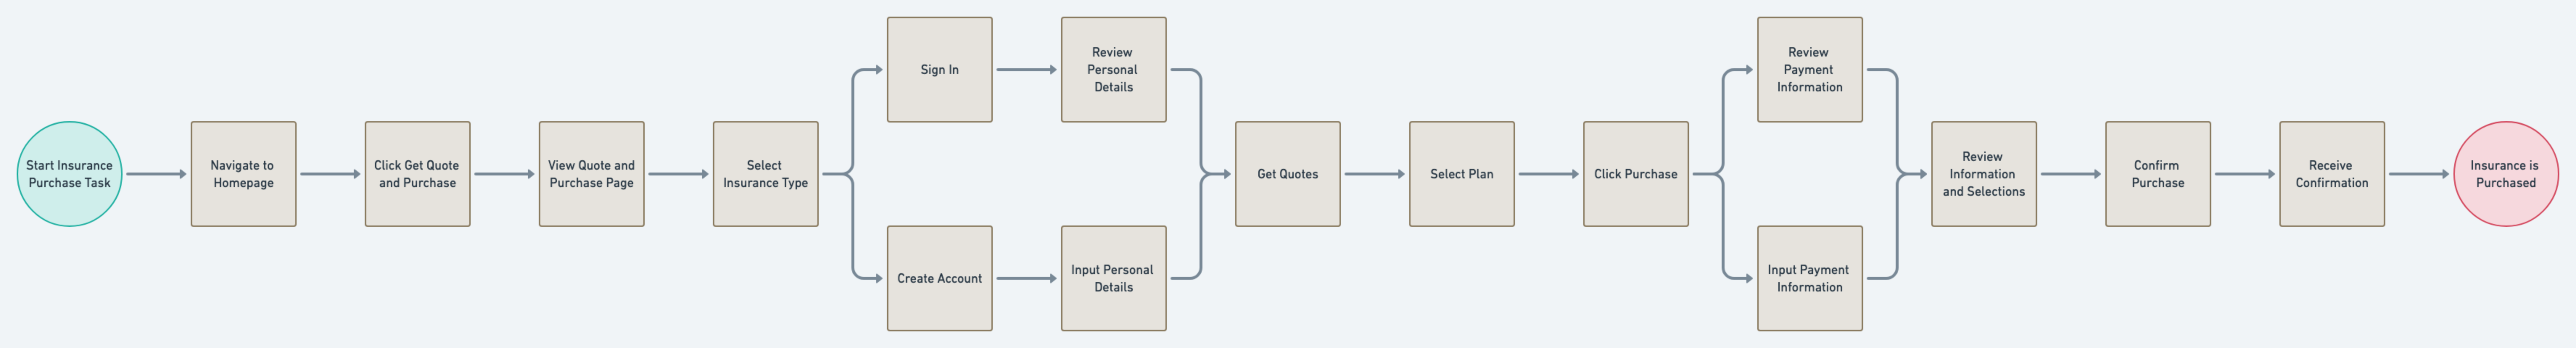 Start Insurance
Purchase Task
Navigate to
Homepage
Click Get Quote
and Purchase
View Quote and
Purchase Page
Select
Insurance Type
Sign In
Review
Personal
Details
Create Account
Input Personal
Details
Get Quotes
Select Plan
Click Purchase
Review
Payment
Information
Input Payment
Information
Review
Information
and Selections
Confirm
Purchase
Receive
Confirmation
Insurance is
Purchased